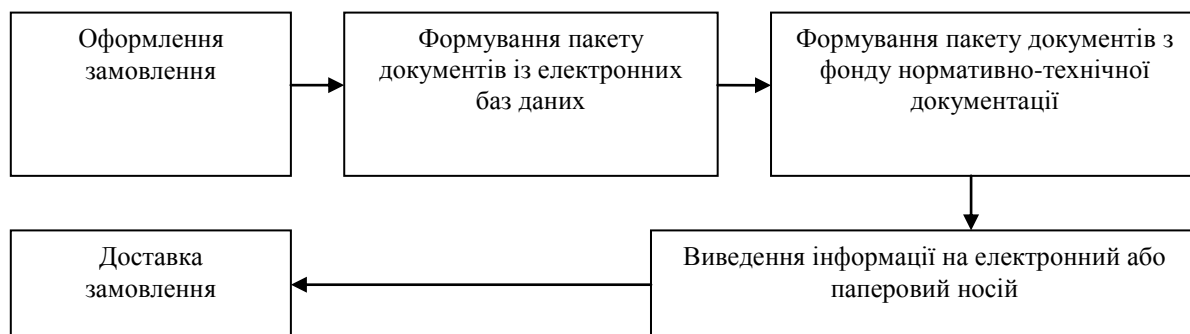 Оформлення
замовлення
Формування пакету
документів із електронних
баз даних
Формування пакету документів з
фонду нормативно-технічної
документації
Виведення інформації на електронний або
паперовий носій
Доставка
замовлення